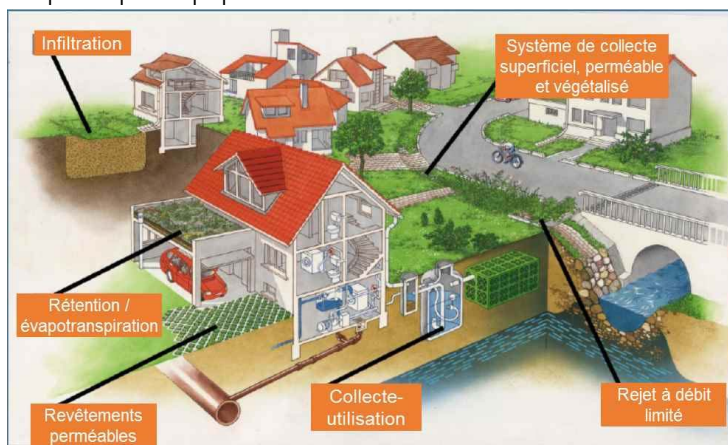 Infiltration
Système de collecte
superficiel, perméable
et végétalisé
Rétention /
évapotranspiration
Revêtements
perméables
Collecte-
utilisation
Rejet à débit
limité